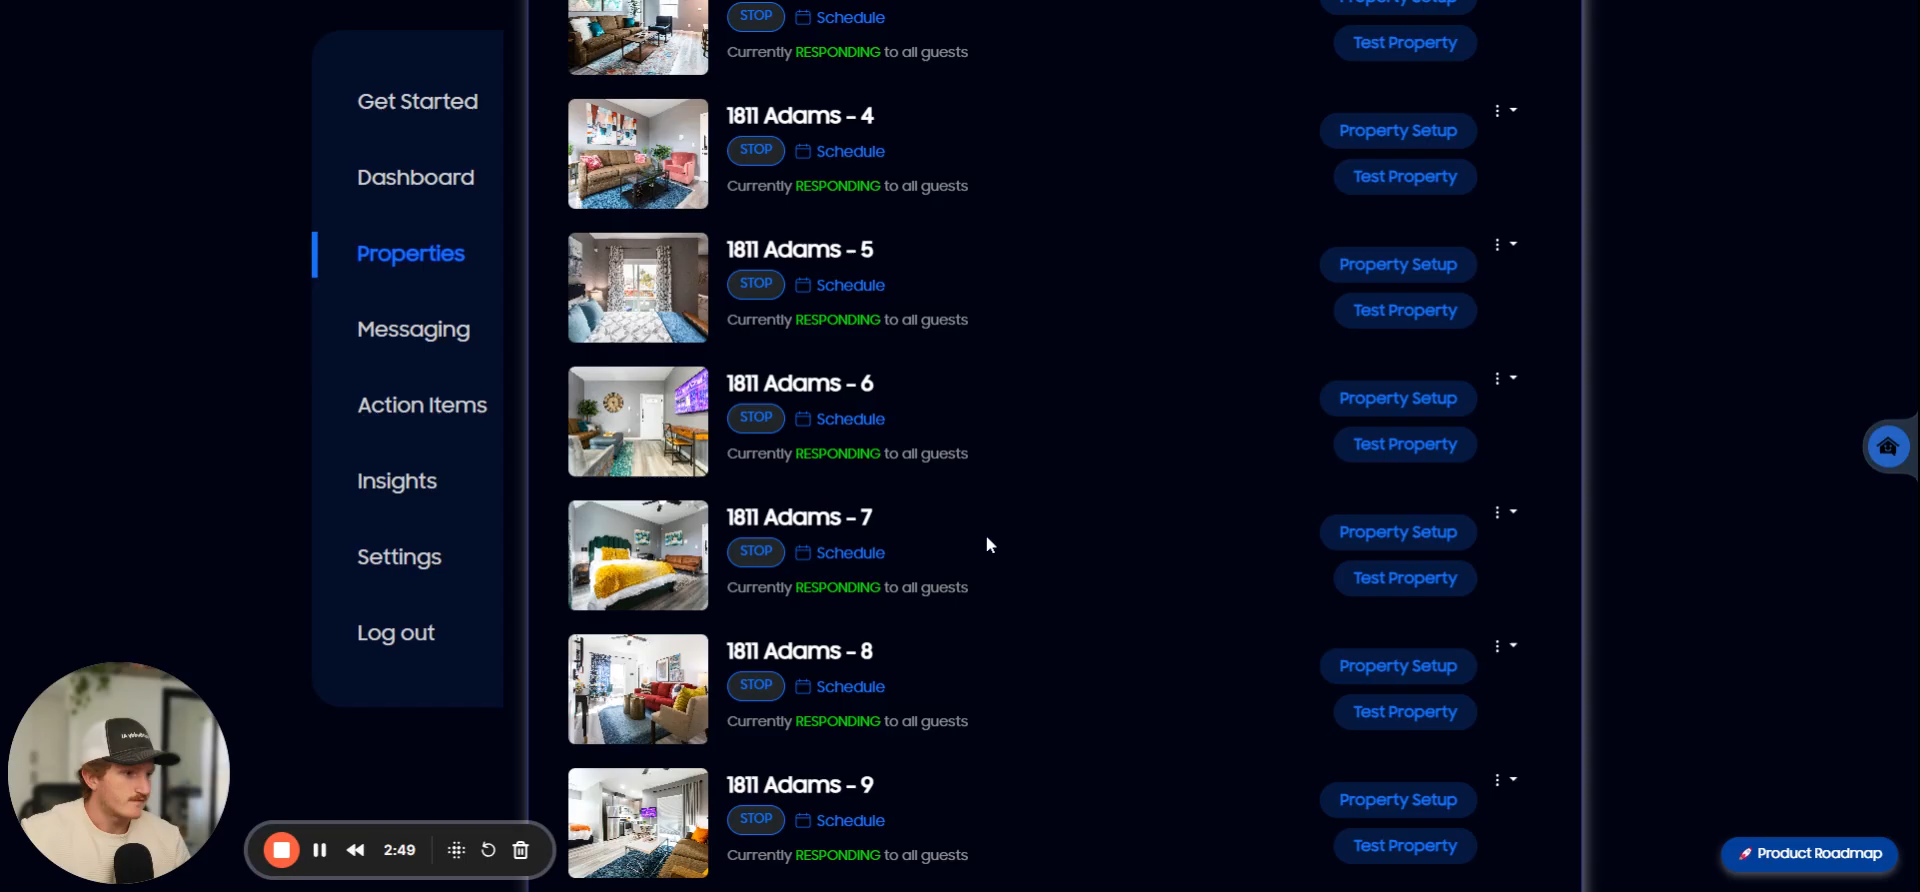 Get Started
Dashboard
Properties
Messaging
Action Items
Insights
Settings
Log out
STOP
Schedule
Currently RESPONDING to all guests
Test Property
1811 Adams - 4
STOP
Schedule
Currently RESPONDING to all guests
Property Setup
Test Property
1811 Adams - 5
STOP
Schedule
Currently RESPONDING to all guests
Property Setup
Test Property
1811 Adams - 6
STOP
Schedule
Currently RESPONDING to all guests
Property Setup
Test Property
1811 Adams - 7
STOP
Schedule
Currently RESPONDING to all guests
Property Setup
Test Property
1811 Adams - 8
STOP
Schedule
Currently RESPONDING to all guests
Property Setup
Test Property
1811 Adams - 9
STOP
Schedule
Currently RESPONDING to all guests
Property Setup
Test Property
2:49
Product Roadmap